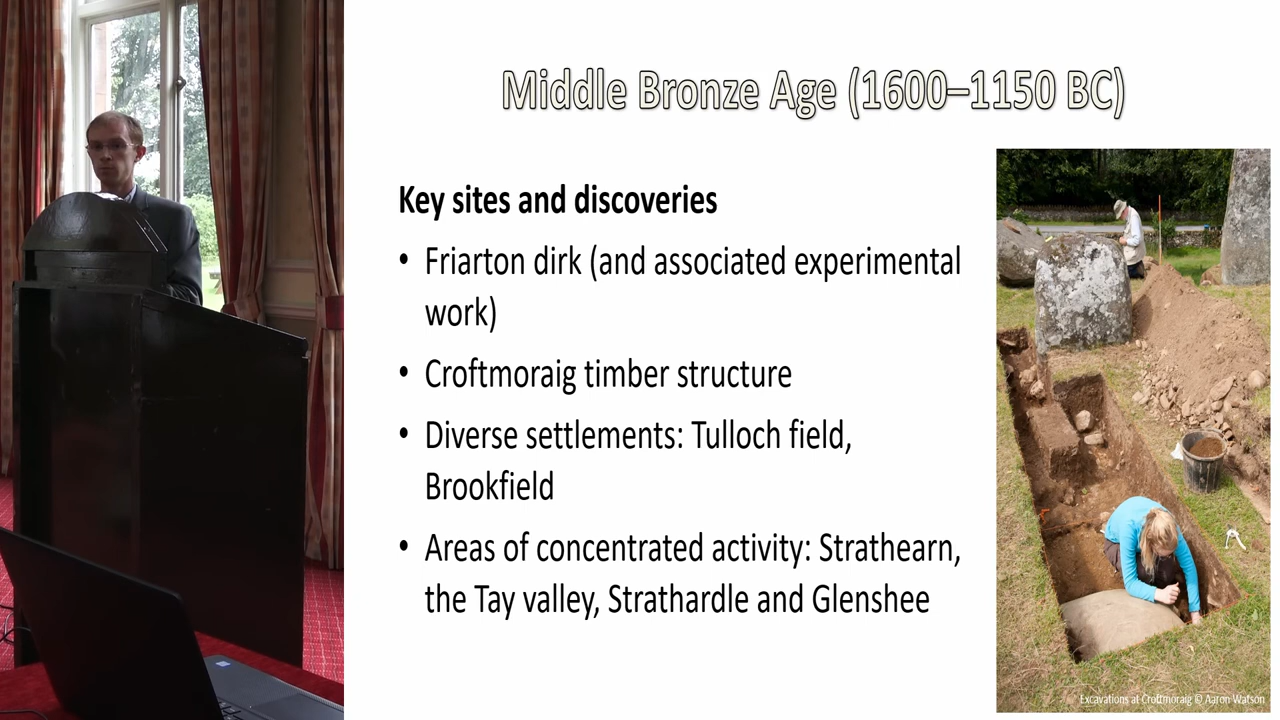 Middle Bronze Age (1600–1150 BC)
Key sites and discoveries
• Friarton dirk (and associated experimental
work)
• Croftmoraig timber structure
• Diverse settlements: Tulloch field,
Brookfield
• Areas of concentrated activity: Strathearn,
the Tay valley, Strathardle and Glenshee
Excavations at Croftmoraig © Aaron Watson